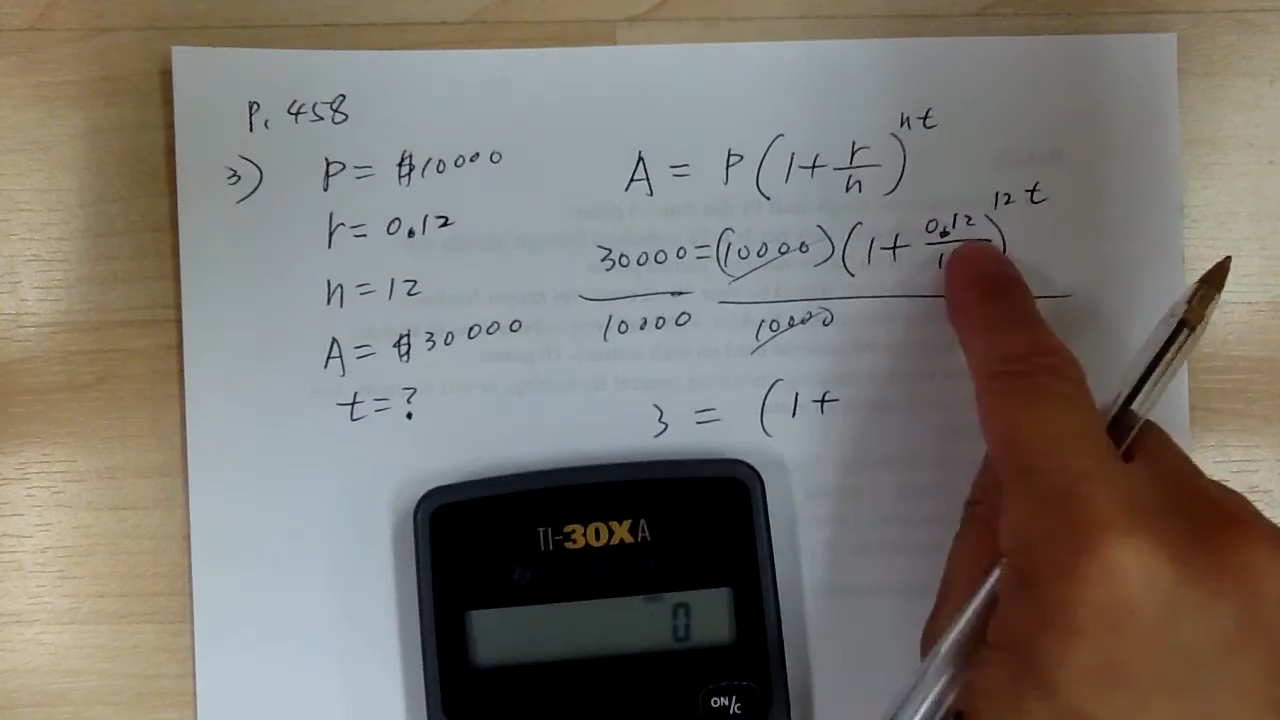 P. 458
3) P = $10000
r = 0.12
n = 12
A = $30000
t = ?
A = P(1 + r/n)^nt
30000 = (10000)(1 + 0.12/1)^12t
10000 10000
3 = (1 +
TI-30XA
0
ON/C